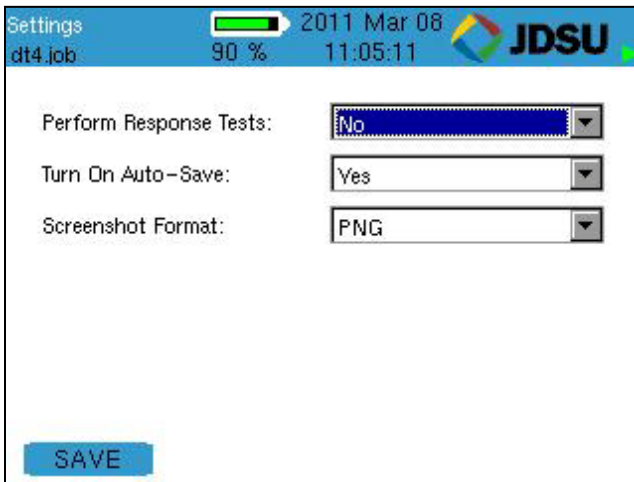 Settings
2011 Mar 08
JDSU
dt4.job
90 %
11:05:11
Perform Response Tests:
No
Turn On Auto-Save:
Yes
Screenshot Format:
PNG
SAVE